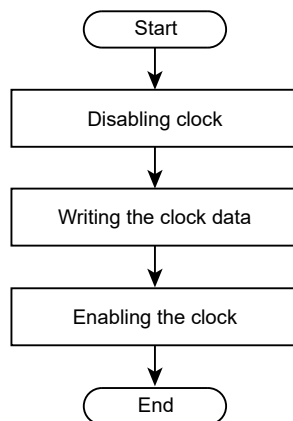 Start
Disabling clock
Writing the clock data
Enabling the clock
End